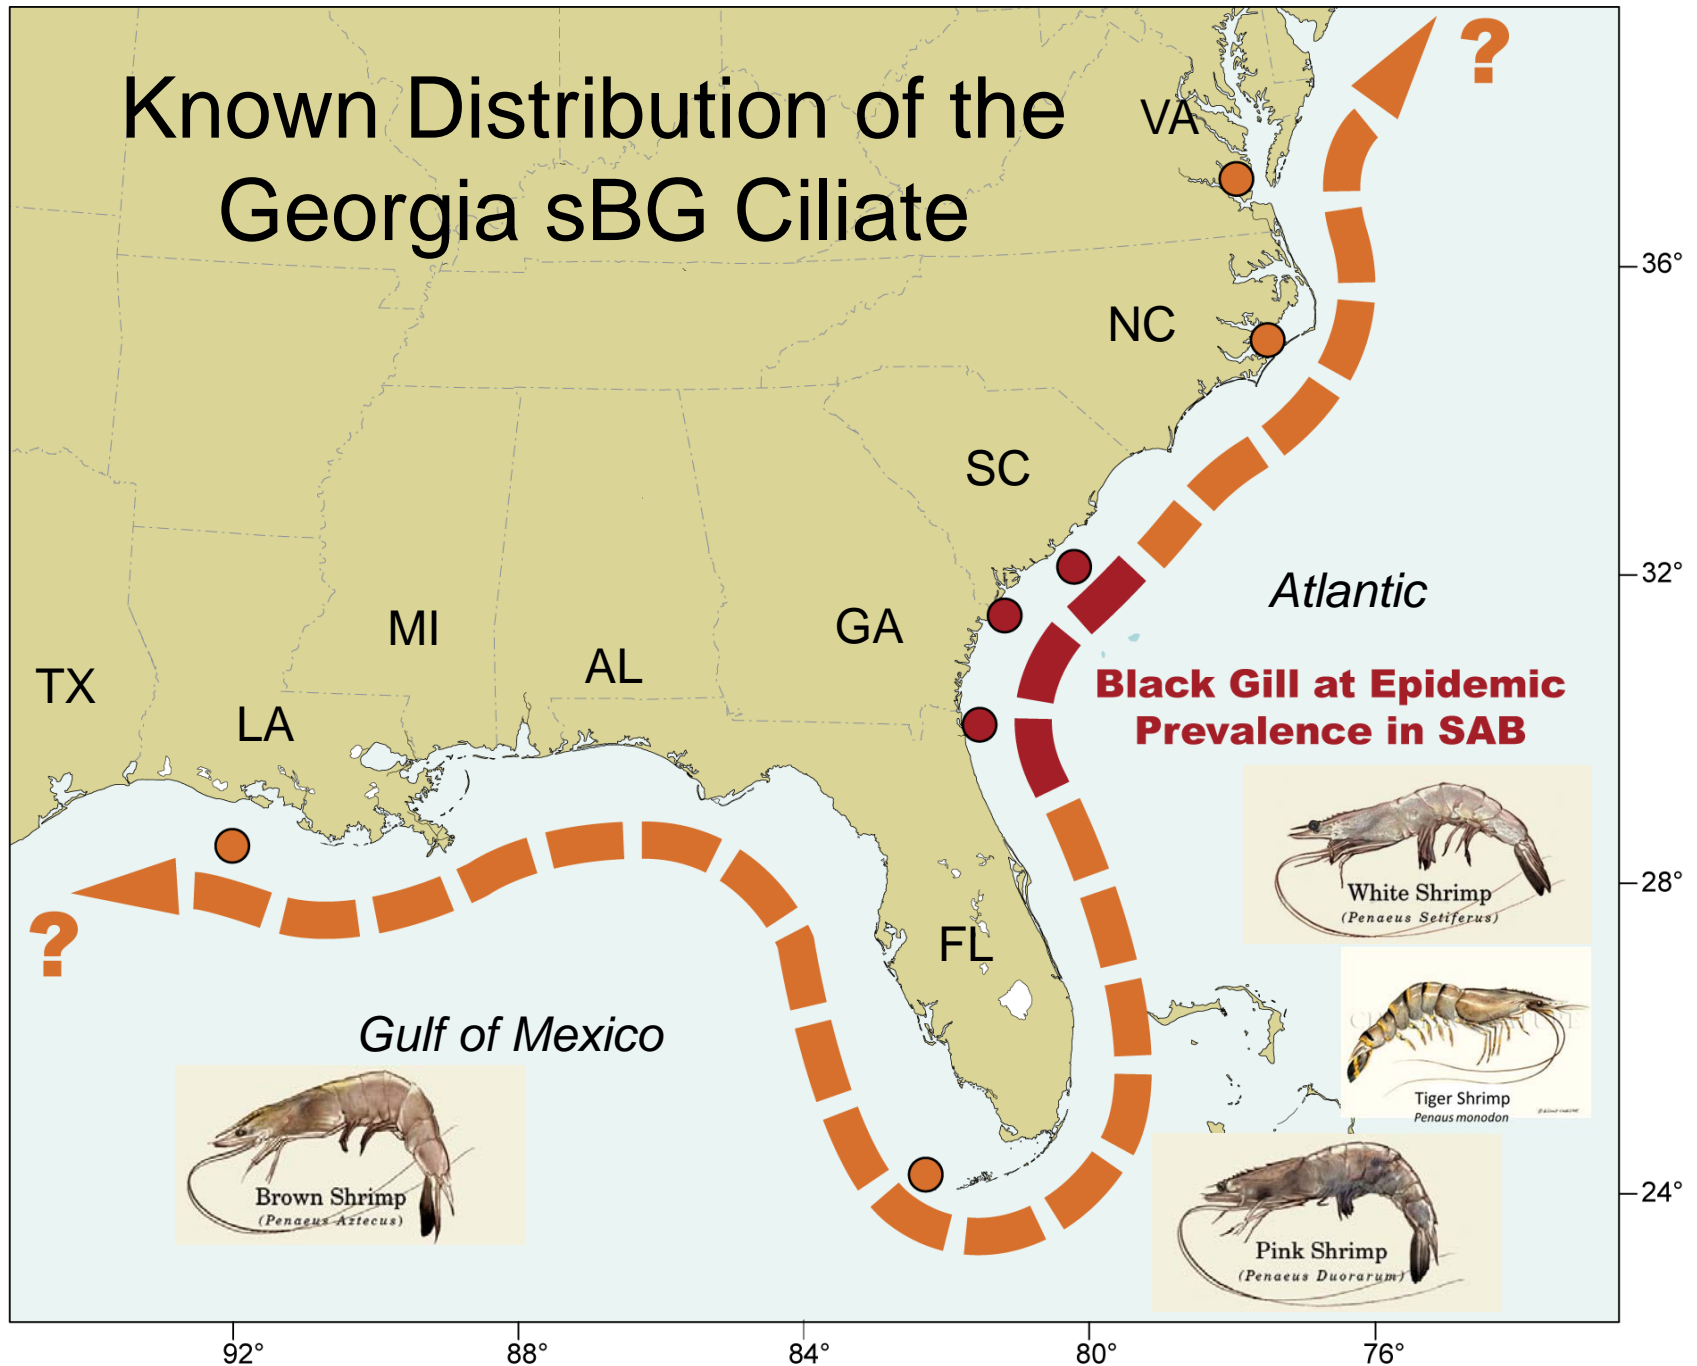 Known Distribution of the
Georgia sBG Ciliate
?
VA
36°
NC
SC
32°
Atlantic
MI
GA
AL
TX
LA
Black Gill at Epidemic
Prevalence in SAB
White Shrimp
(Penaeus Setiferus)
28°
?
FL
Gulf of Mexico
Tiger Shrimp
Penaus monodon
Brown Shrimp
(Penaeus Aztecus)
24°
Pink Shrimp
(Penaeus Duorarum)
92°
88°
84°
80°
76°